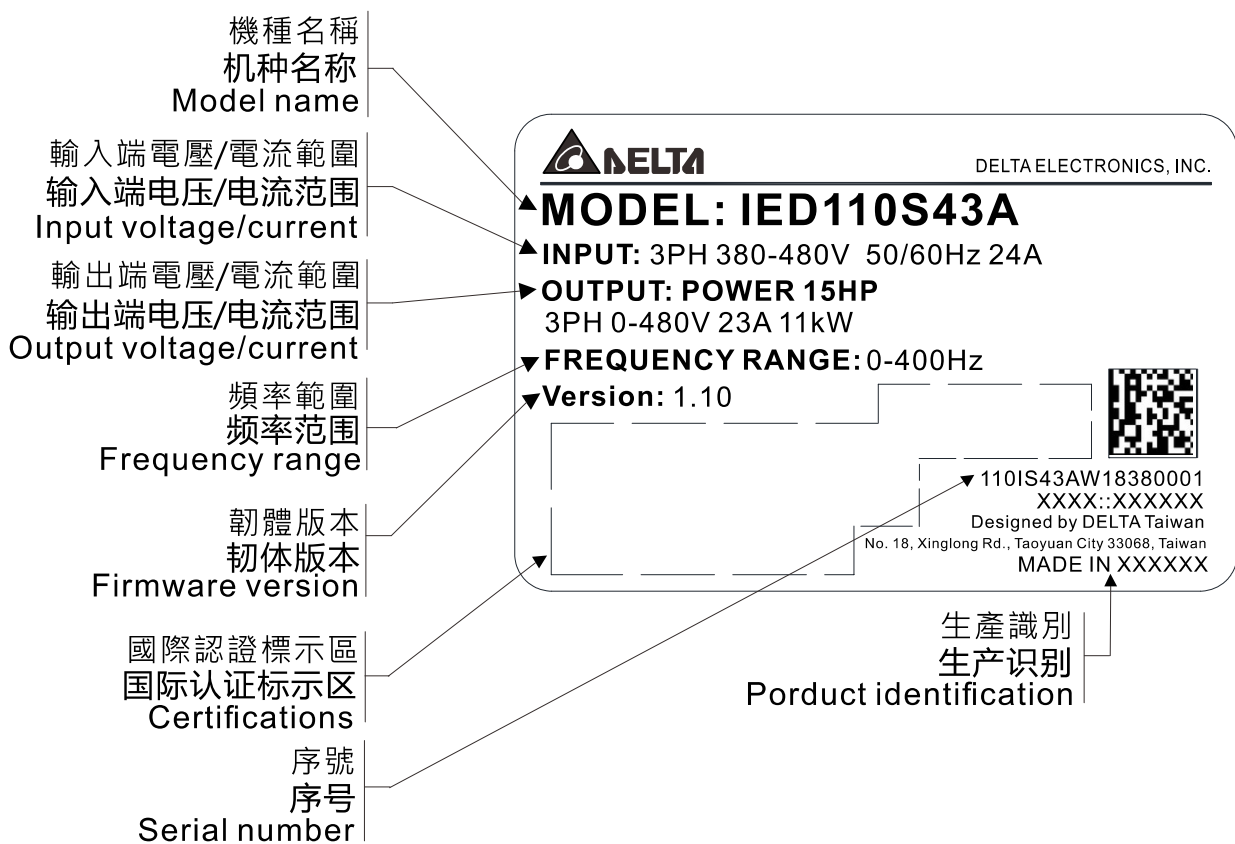 機種名稱
机种名称
Model name
輸入端電壓/電流範圍
输入端电压/电流范围
Input voltage/current
輸出端電壓/電流範圍
输出端电压/电流范围
Output voltage/current
頻率範圍
频率范围
Frequency range
韌體版本
韧体版本
Firmware version
國際認證標示區
国际认证标示区
Certifications
序號
序号
Serial number
DELTA
DELTA ELECTRONICS, INC.
MODEL: IED110S43A
INPUT: 3PH 380-480V 50/60Hz 24A
OUTPUT: POWER 15HP
3PH 0-480V 23A 11kW
FREQUENCY RANGE: 0-400Hz
Version: 1.10
110IS43AW18380001
XXXX::XXXXXX
Designed by DELTA Taiwan
No. 18, Xinglong Rd., Taoyuan City 33068, Taiwan
MADE IN XXXXXX
生產識別
生产识别
Porduct identification